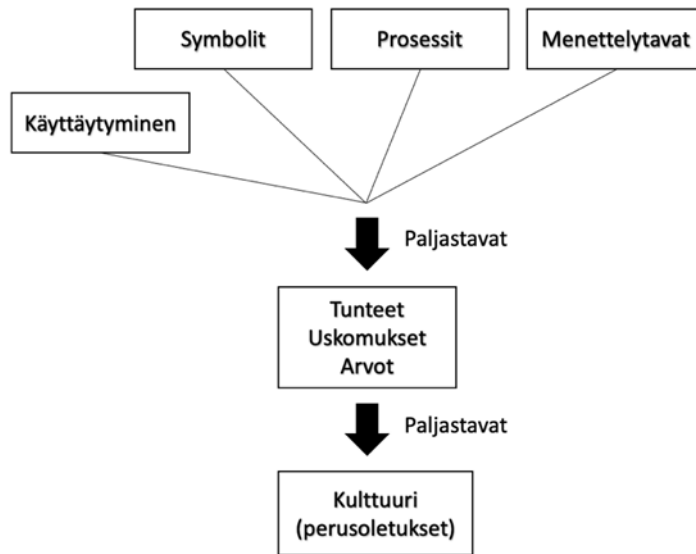 Symbolit
Prosessit
Menettelytavat
Käyttäytyminen
Paljastavat
Tunteet
Uskomukset
Arvot
Paljastavat
Kulttuuri
(perusoletukset)